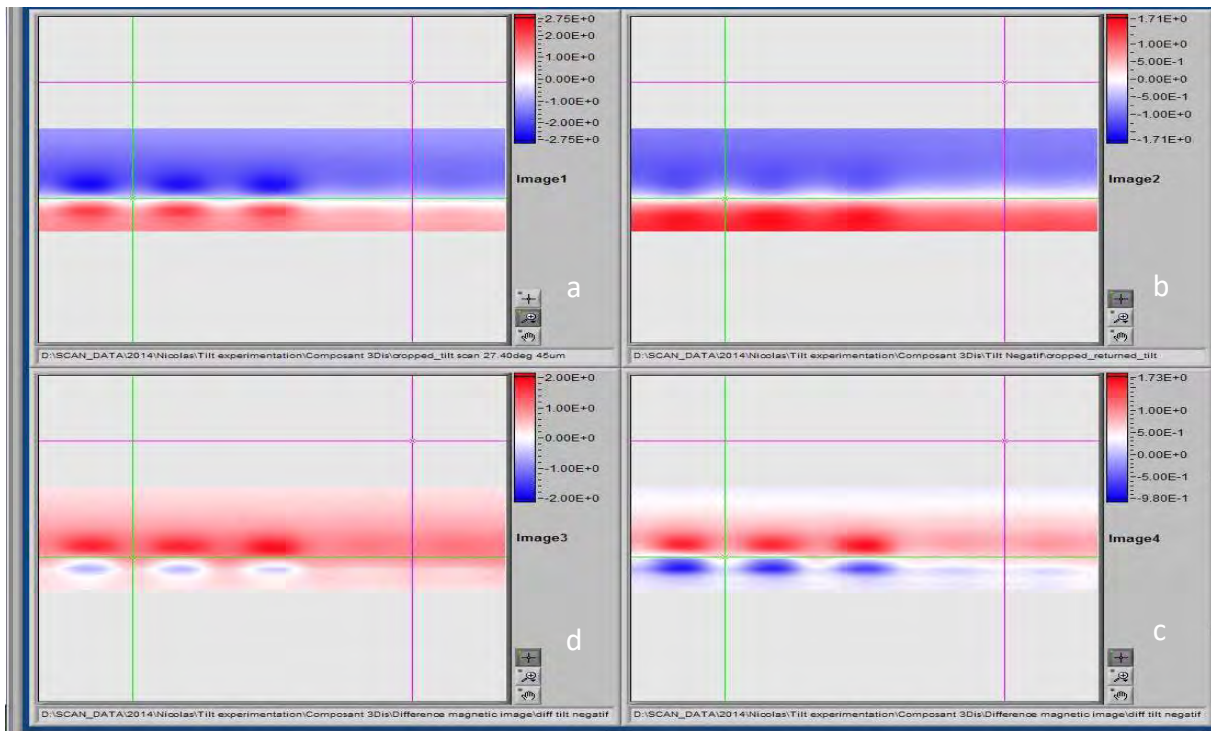 -2.75E+0
-2.00E+0
-1.00E+0
-0.00E+0
-1.00E+0
-2.00E+0
-2.75E+0
Image1
a
D:\SCAN_DATA\2014\Nicolas\Tilt experimentation\Composant 3Dis\cropped_tilt scan 27.40deg 45um
-1.71E+0
-1.00E+0
-5.00E-1
-0.00E+0
-5.00E-1
-1.00E+0
-1.71E+0
Image2
b
D:\SCAN_DATA\2014\Nicolas\Tilt experimentation\Composant 3Dis\Tilt Negatif\cropped_returned_tilt
-2.00E+0
-1.00E+0
-0.00E+0
-1.00E+0
-2.00E+0
Image3
d
D:\SCAN_DATA\2014\Nicolas\Tilt experimentation\Composant 3Dis\Difference magnetic image\diff tilt negatif
-1.73E+0
-1.00E+0
-5.00E-1
-0.00E+0
-5.00E-1
-9.80E-1
Image4
c
D:\SCAN_DATA\2014\Nicolas\Tilt experimentation\Composant 3Dis\Difference magnetic image\diff tilt negatif